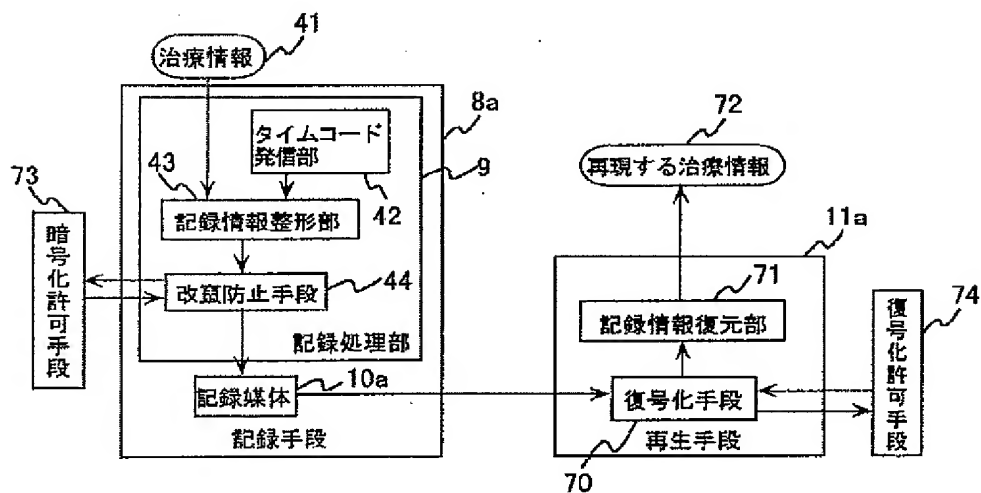 41
治療情報
8a
タイムコード
発信部
9
43
42
記録情報整形部
73
暗号化許可手段
改竄防止手段
44
記録処理部
記録媒体
10a
記録手段
72
再現する治療情報
11a
71
記録情報復元部
74
復号化許可手段
復号化手段
再生手段
70